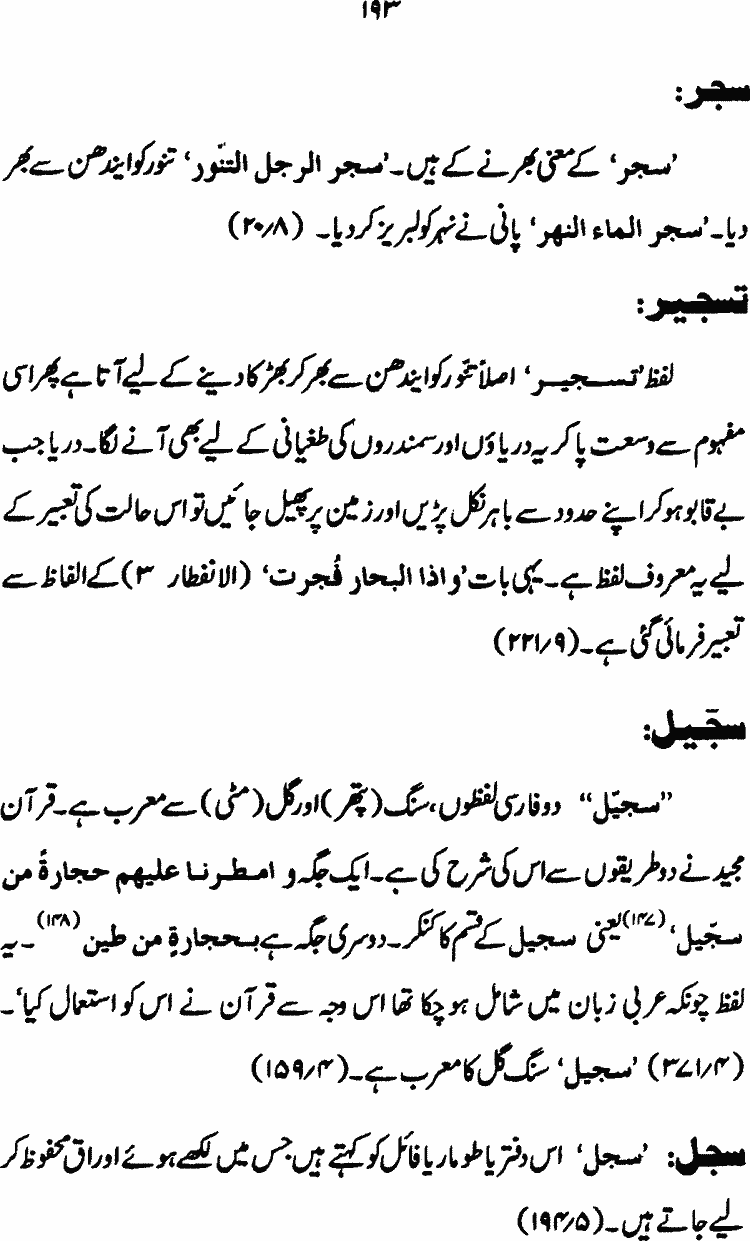 ۱۹۳
سجر:
’سجر‘ کے معنی بھرنے کے ہیں۔ ’سجر الرجل التنّور‘ تنور کو ایندھن سے بھر
دیا۔ ’سجر الماء النهر‘ پانی نے نہر کو لبریز کر دیا۔ (۲۰/۸)
تسجیر:
لفظ ’تسجیر‘ اصلاً تنّور کو ایندھن سے بھر کر بھڑکا دینے کے لیے آتا ہے پھر اسی
مفہوم سے وسعت پا کر یہ دریاؤں اور سمندروں کی طغیانی کے لیے بھی آنے لگا۔ دریا جب
بے قابو ہو کر اپنے حدود سے باہر نکل پڑیں اور زمین پر پھیل جائیں تو اس حالت کی تعبیر کے
لیے یہ معروف لفظ ہے۔ یہی بات ’و اذا البحار فُجرت‘ (الانفطار ۳) کے الفاظ سے
تعبیر فرمائی گئی ہے۔ (۲۲۱/۹)
سجّیل:
”سجیّل“ دو فارسی لفظوں، سنگ (پتھر) اور گل (مٹی) سے معرب ہے۔ قرآن
مجید نے دو طریقوں سے اس کی شرح کی ہے۔ ایک جگہ و امطرنا علیهم حجارةً من
سجّیل‘ (۱۴۷) یعنی سجیل کے قسم کا کنکر۔ دوسری جگہ ہے بحجارةٍ من طین (۱۴۸)۔ یہ
لفظ چونکہ عربی زبان میں شامل ہو چکا تھا اس وجہ سے قرآن نے اس کو استعمال کیا‘۔
(۳۷۱/۴) ’سجیل‘ سنگ گل کا معرب ہے۔ (۱۵۹/۴)
سجل: ’سجل‘ اس دفتر یا طومار یا فائل کو کہتے ہیں جس میں لکھے ہوئے اوراق محفوظ کر
لیے جاتے ہیں۔ (۱۹۴/۵)